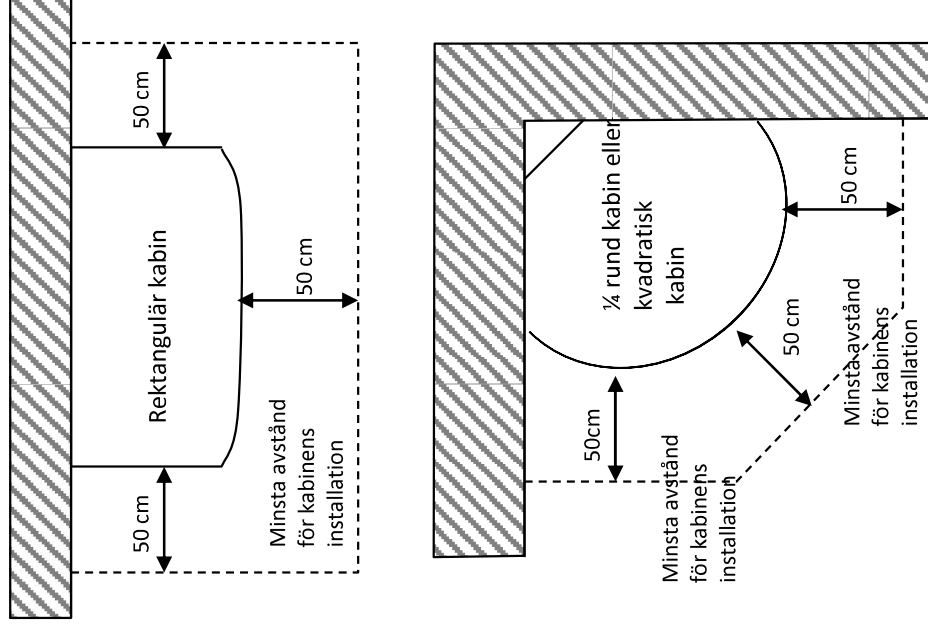 50 cm
Rektangulär kabin
50 cm
50 cm
Minsta avstånd
för kabinens
installation
¼ rund kabin eller
kvadratisk
kabin
50 cm
50 cm
50cm
Minsta avstånd
för kabinens
installation
Minsta avstånd
för kabinens
installation